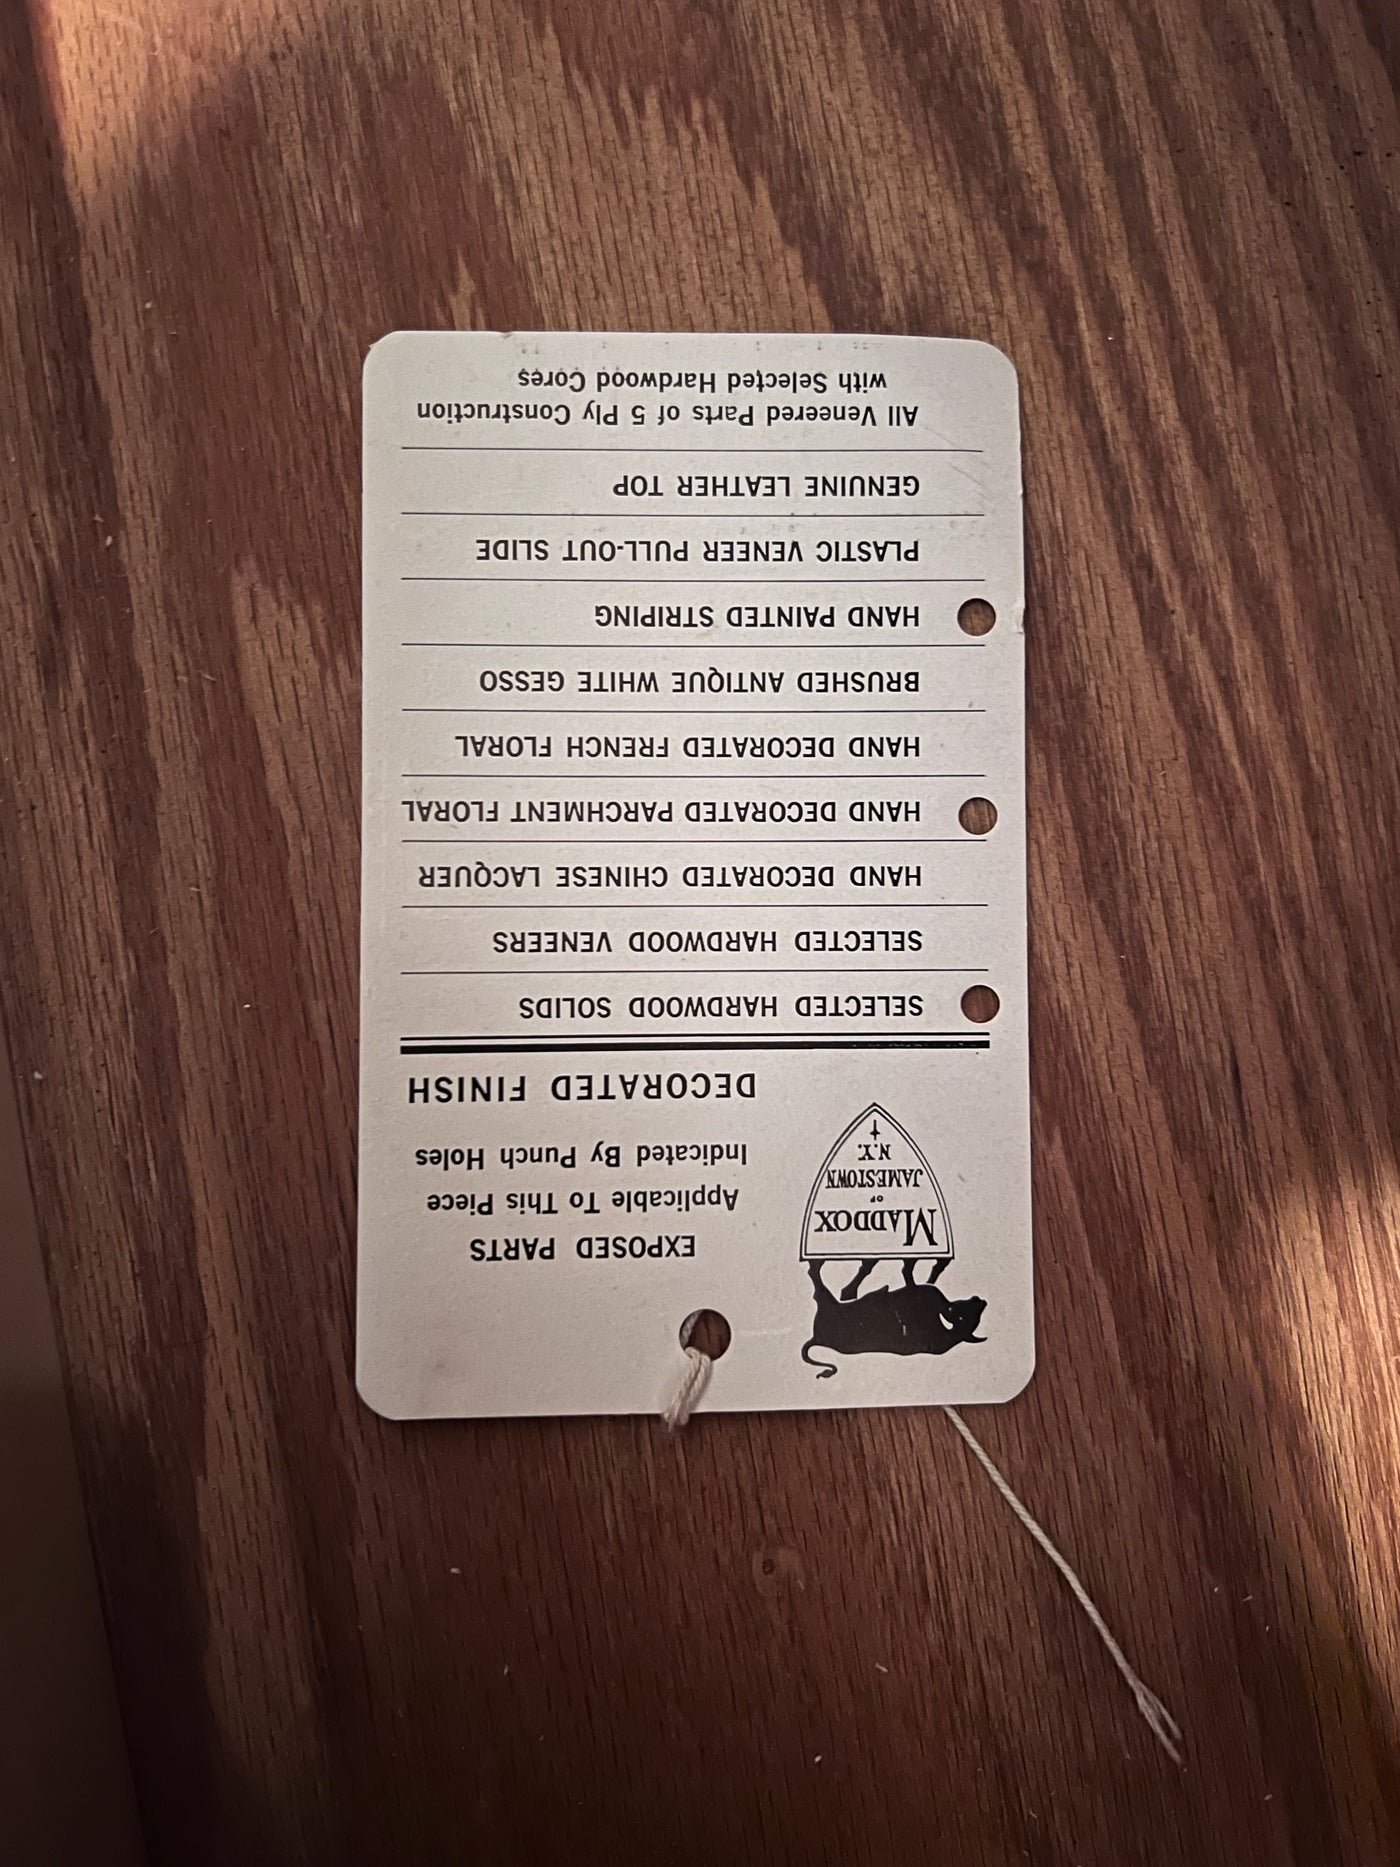 MADDOX
OF
JAMESTOWN
N.Y.
EXPOSED PARTS
Applicable To This Piece
Indicated By Punch Holes
DECORATED FINISH
SELECTED HARDWOOD SOLIDS
SELECTED HARDWOOD VENEERS
HAND DECORATED CHINESE LACQUER
HAND DECORATED PARCHMENT FLORAL
HAND DECORATED FRENCH FLORAL
BRUSHED ANTIQUE WHITE GESSO
HAND PAINTED STRIPING
PLASTIC VENEER PULL-OUT SLIDE
GENUINE LEATHER TOP
All Veneered Parts of 5 Ply Construction
with Selected Hardwood Cores